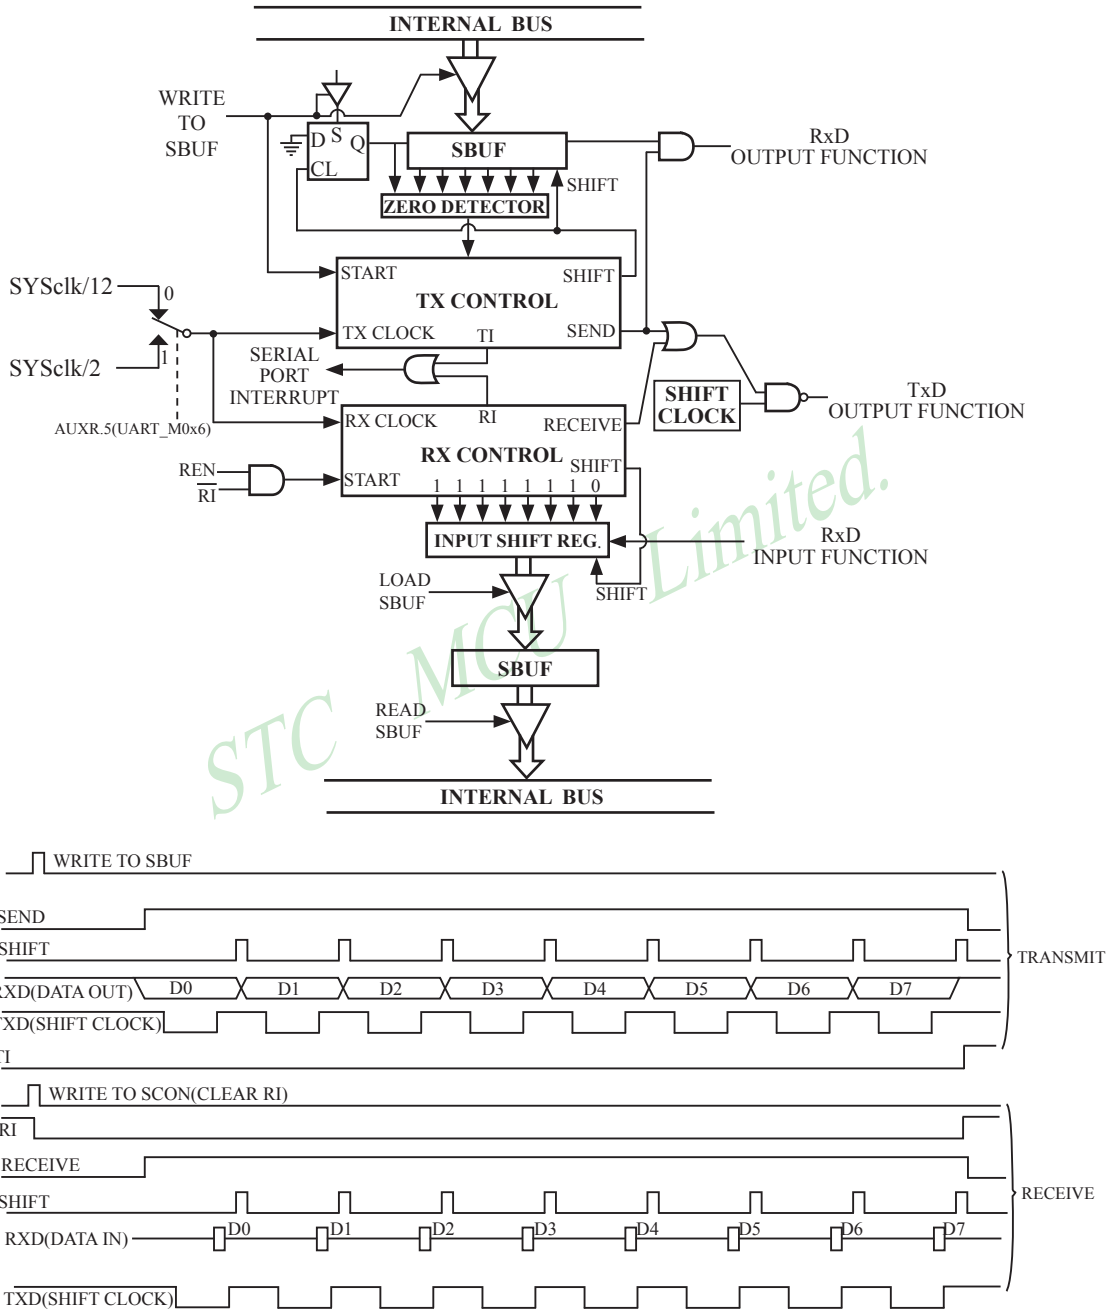 INTERNAL BUS
WRITE
TO
SBUF
D S Q
CL
SBUF
RxD
OUTPUT FUNCTION
SHIFT
ZERO DETECTOR
START
SHIFT
TX CONTROL
TX CLOCK
TI
SEND
SYSclk/12
0
SYSclk/2
1
SERIAL
PORT
INTERRUPT
AUXR.5(UART_M0x6)
SHIFT
CLOCK
TxD
OUTPUT FUNCTION
RX CLOCK
RI
RECEIVE
RX CONTROL
SHIFT
START
REN
RI
1 1 1 1 1 1 1 0
INPUT SHIFT REG.
RxD
INPUT FUNCTION
LOAD
SBUF
SHIFT
SBUF
READ
SBUF
INTERNAL BUS
STC MCU Limited.
WRITE TO SBUF
SEND
SHIFT
RXD(DATA OUT)
D0 D1 D2 D3 D4 D5 D6 D7
TXD(SHIFT CLOCK)
TI
TRANSMIT
WRITE TO SCON(CLEAR RI)
RI
RECEIVE
SHIFT
RXD(DATA IN)
D0 D1 D2 D3 D4 D5 D6 D7
TXD(SHIFT CLOCK)
RECEIVE